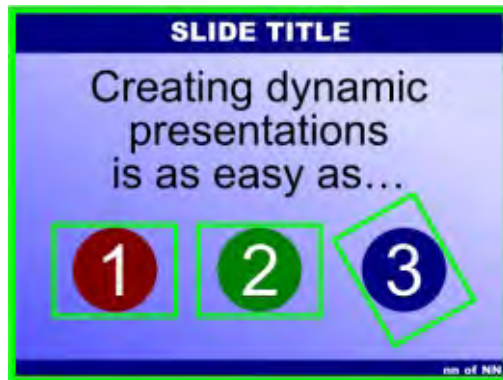 SLIDE TITLE
Creating dynamic
presentations
is as easy as…
1 2 3
nn of NN